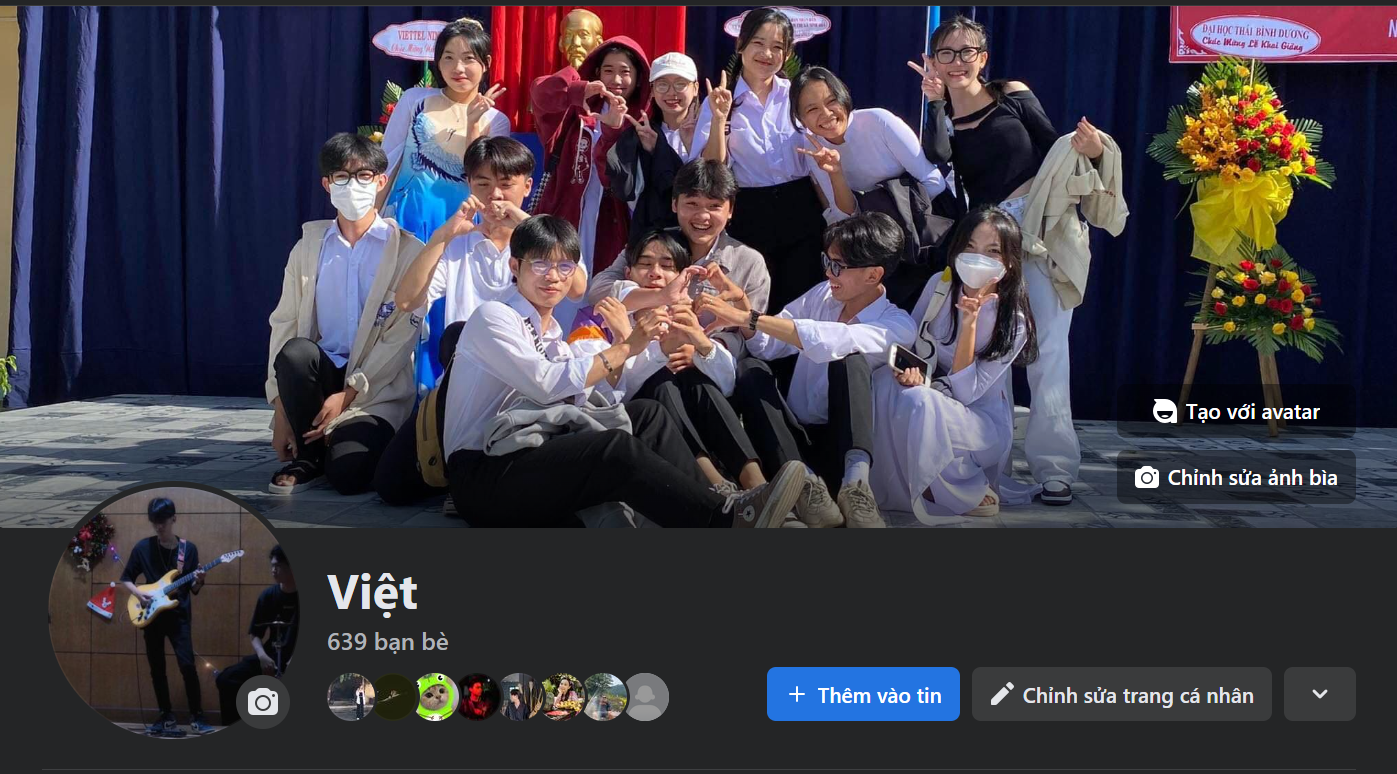 VIETTEL NIN
ĐẠI HỌC THÁI BÌNH DƯƠNG
Chúc Mừng Lễ Khai Giảng
N
Tạo với avatar
Chỉnh sửa ảnh bìa
Việt
639 bạn bè
Thêm vào tin
Chỉnh sửa trang cá nhân